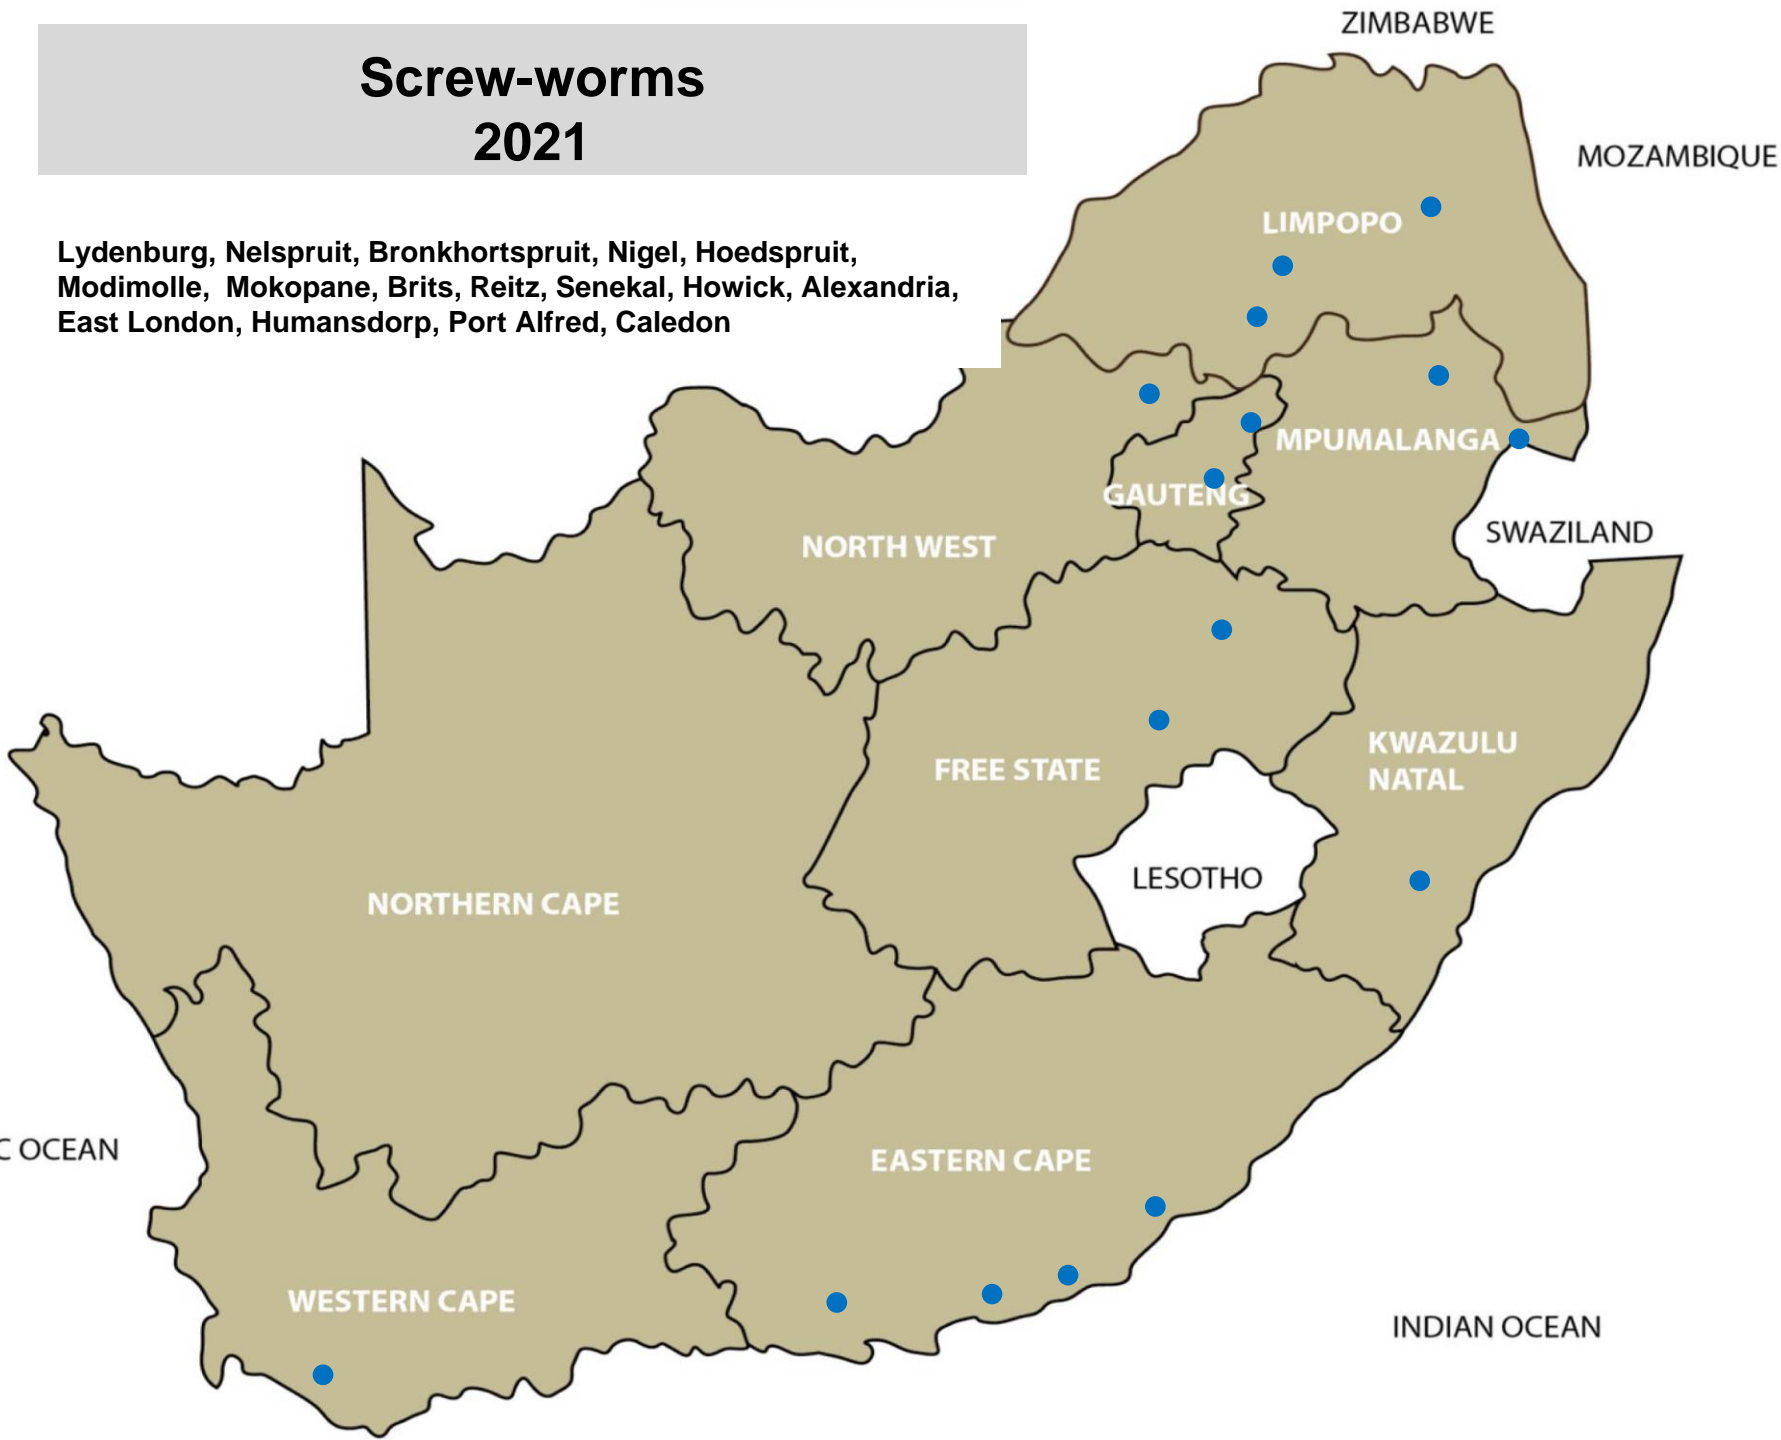 Screw-worms
2021
Lydenburg, Nelspruit, Bronkhortspruit, Nigel, Hoedspruit,
Modimolle, Mokopane, Brits, Reitz, Senekal, Howick, Alexandria,
East London, Humansdorp, Port Alfred, Caledon
ZIMBABWE
MOZAMBIQUE
LIMPOPO
MPUMALANGA
GAUTENG
SWAZILAND
NORTH WEST
KWAZULU
NATAL
FREE STATE
LESOTHO
NORTHERN CAPE
C OCEAN
EASTERN CAPE
WESTERN CAPE
INDIAN OCEAN